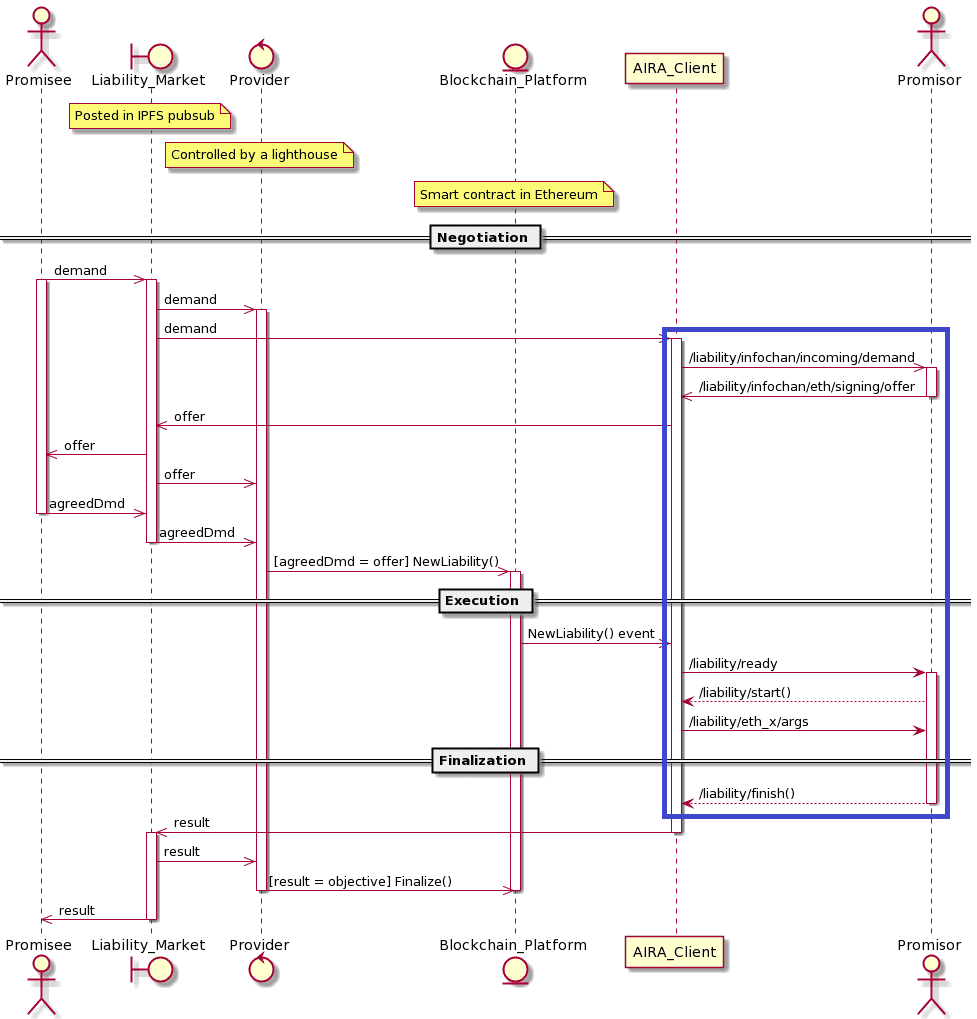 Promisee Liability_Market Provider Blockchain_Platform AIRA_Client Promisor
Posted in IPFS pubsub
Controlled by a lighthouse
Smart contract in Ethereum
Negotiation
demand
demand
demand
/liability/infochan/incoming/demand
/liability/infochan/eth/signing/offer
offer
offer
offer
agreedDmd
agreedDmd
[agreedDmd = offer] NewLiability()
Execution
NewLiability() event
/liability/ready
/liability/start()
/liability/eth_x/args
Finalization
/liability/finish()
result
result
[result = objective] Finalize()
result
Promisee Liability_Market Provider Blockchain_Platform AIRA_Client Promisor